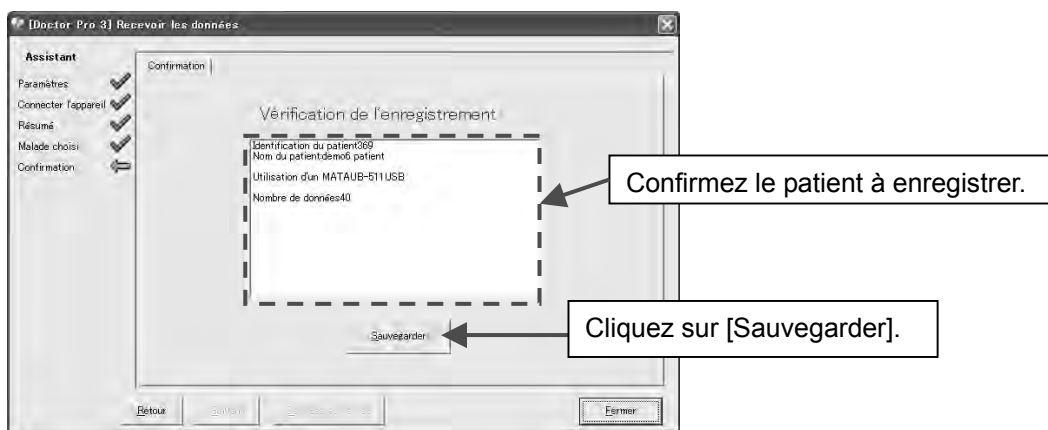 [Doctor Pro 3] Recevoir les données
Assistant
Paramètres
Connecter l'appareil
Résumé
Malade choisi
Confirmation
Confirmation
Vérification de l'enregistrement
Identification du patient369
Nom du patientdemo6 patient
Utilisation d'un MATAUB-511USB
Nombre de données40
Sauvegarder
Confirmez le patient à enregistrer.
Cliquez sur [Sauvegarder].
Retour
Fermer